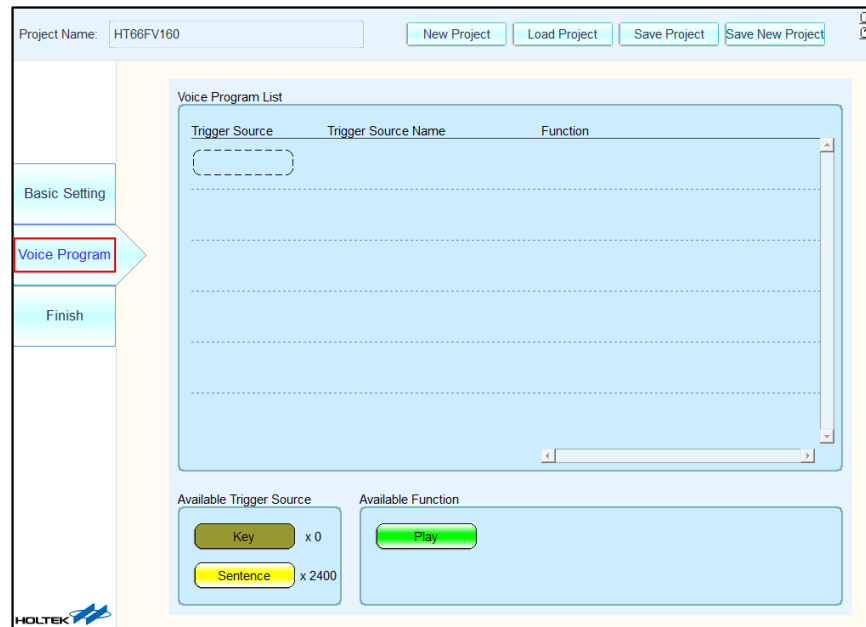 Project Name: HT66FV160 New Project Load Project Save Project Save New Project
Voice Program List
Trigger Source Trigger Source Name Function
Basic Setting
Voice Program
Finish
Available Trigger Source Available Function
Key x 0 Play
Sentence x 2400
HOLTEK